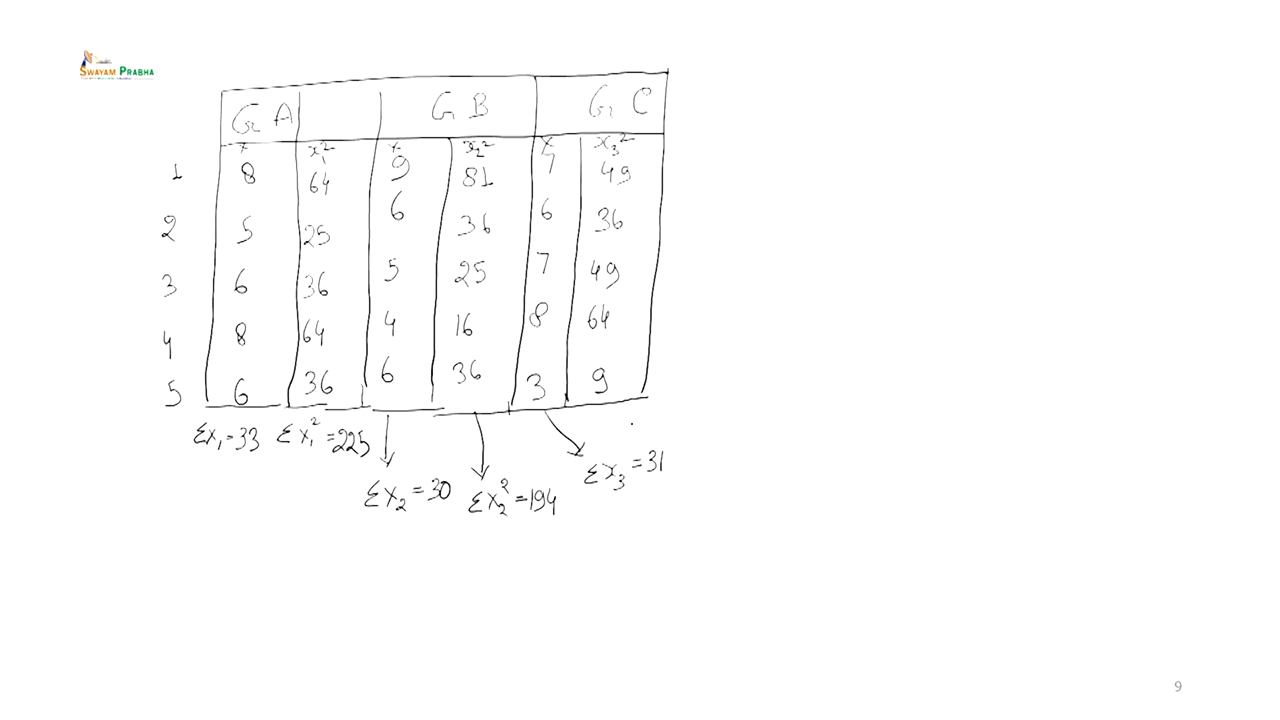 SWAYAM PRABHA
G A G B G C
x x₁² x x₂² x x₃²
1 8 64 9 81 7 49
2 5 25 6 36 6 36
3 6 36 5 25 7 49
4 8 64 4 16 8 64
5 6 36 6 36 3 9
Σx₁=33 Σx₁²=225
Σx₂=30 Σx₂²=194 Σx₃=31
9